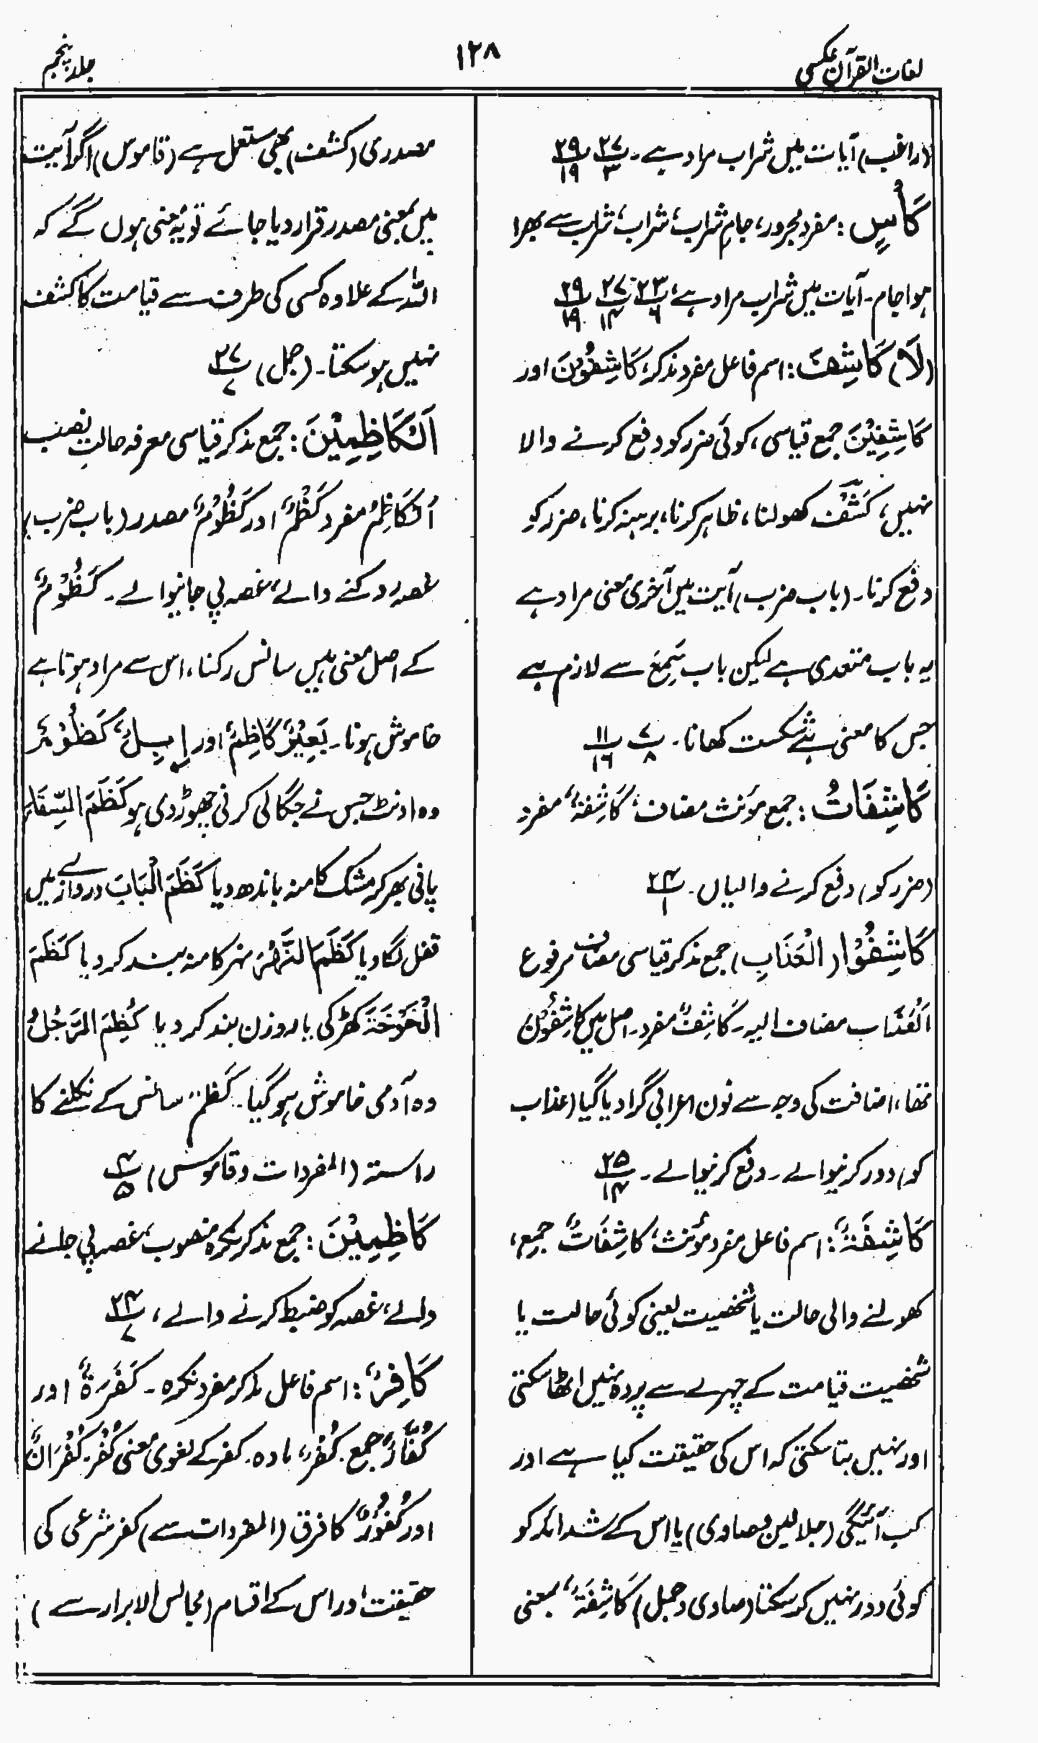 لغات القرآن عکسی
۱۲۸
جلد پنجم
(راغب) آیات میں شراب مراد ہے۔ ۲۷/۳ ۲۹/۱۹
كَأْسٍ: مفرد مجرور، جامِ شراب، شراب، شراب سے بھرا
ہوا جام۔ آیات میں شراب مراد ہے، ۲۳/۶ ۲۷/۱۴ ۲۹/۱۹
(لَا) كَاشِفَ: اسم فاعل مفرد مذکر، كَاشِفُوْنَ اور
كَاشِفِيْنَ جمع قیاسی، کوئی ضرر کو دفع کرنے والا
نہیں، كَشْفٌ کھولنا، ظاہر کرنا، برہنہ کرنا، ضرر کو
دفع کرنا۔ (باب ضرب) آیت میں آخری معنی مراد ہے
یہ باب متعدی ہے لیکن باب سَمِعَ سے لازم ہے
جس کا معنی ہے شکست کھانا۔ ۷/۸ ۱۱/۱۶
كَاشِفَاتُ: جمع مؤنث مضاف، كَاشِفَةٌ مفرد
(ضرر کو) دفع کرنے والیاں۔ ۲۴/۱
كَاشِفُوْا (الْعَذَابِ) جمع مذکر قیاسی مضاف مرفوع
اَلْعَذَاب مضاف الیہ۔ كَاشِفٌ مفرد۔ اصل میں كَاشِفُوْنَ
تھا، اضافت کی وجہ سے نون اعرابی گرا دیا گیا (عذاب
کو) دور کرنیوالے۔ دفع کرنیوالے۔ ۲۵/۱۴
كَاشِفَةٌ: اسم فاعل مفرد مؤنث، كَاشِفَاتٌ جمع،
کھولنے والی حالت یا شخصیت یعنی کوئی حالت یا
شخصیت قیامت کے چہرے سے پردہ نہیں اٹھا سکتی
اور نہیں بتا سکتی کہ اس کی حقیقت کیا ہے اور
کب آئیگی (جلالین و صاوی) یا اس کے شدائد کو
کوئی دور نہیں کر سکتا (صاوی و جمل) كَاشِفَةٌ بمعنی
مصدری (كشف) بھی مستعمل ہے (قاموس) اگر آیت
میں بمعنی مصدر قرار دیا جائے تو یہ معنی ہوں گے کہ
اللہ کے علاوہ کسی کی طرف سے قیامت کا کشف
نہیں ہو سکتا۔ (جمل) ۲۷/۷
اَلْكَاظِمِيْنَ: جمع مذکر قیاسی معرفہ حالتِ نصب
اَلْكَاظِمُ مفرد كَظْمٌ اور كَظُوْمٌ مصدر (باب ضرب)
غصہ روکنے والے، غصہ پی جانیوالے۔ كَظُوْمٌ
کے اصل معنی ہیں سانس رکنا، اس سے مراد ہوتا ہے
خاموش ہونا۔ بَعِيْرٌ كَاظِمٌ اور اِبِلٌ كَظُوْمٌ
وہ اونٹ جس نے جگالی کرنی چھوڑ دی ہو كَظَمَ السِّقَاءَ
پانی بھر کر مشک کا منہ باندھ دیا كَظَمَ الْبَابَ دروازے میں
قفل لگا دیا كَظَمَ النَّهْرَ نہر کا منہ بند کر دیا كَظَمَ
الْخَوْخَةَ کھڑکی یا روزن بند کر دیا كُظِمَ الرَّجُلُ
وہ آدمی خاموش ہو گیا۔ كَظَمٌ سانس کے نکلنے کا
راستہ (المفردات و قاموس) ۴/۵
كَاظِمِيْنَ: جمع مذکر نکرہ منصوب، غصہ پی جانے
والے، غصہ کو ضبط کرنے والے، ۲۴/۷
كَافِرٌ: اسم فاعل مذکر مفرد نکرہ۔ كَفَرَةٌ اور
كُفَّارٌ جمع۔ كُفْرٌ مادہ۔ کفر کے لغوی معنی كُفْر۔ كُفْرَانٌ
اور كُفُوْرٌ کا فرق (المفردات سے) کفر شرعی کی
حقیقت اور اس کے اقسام (مجالس الابرار سے)